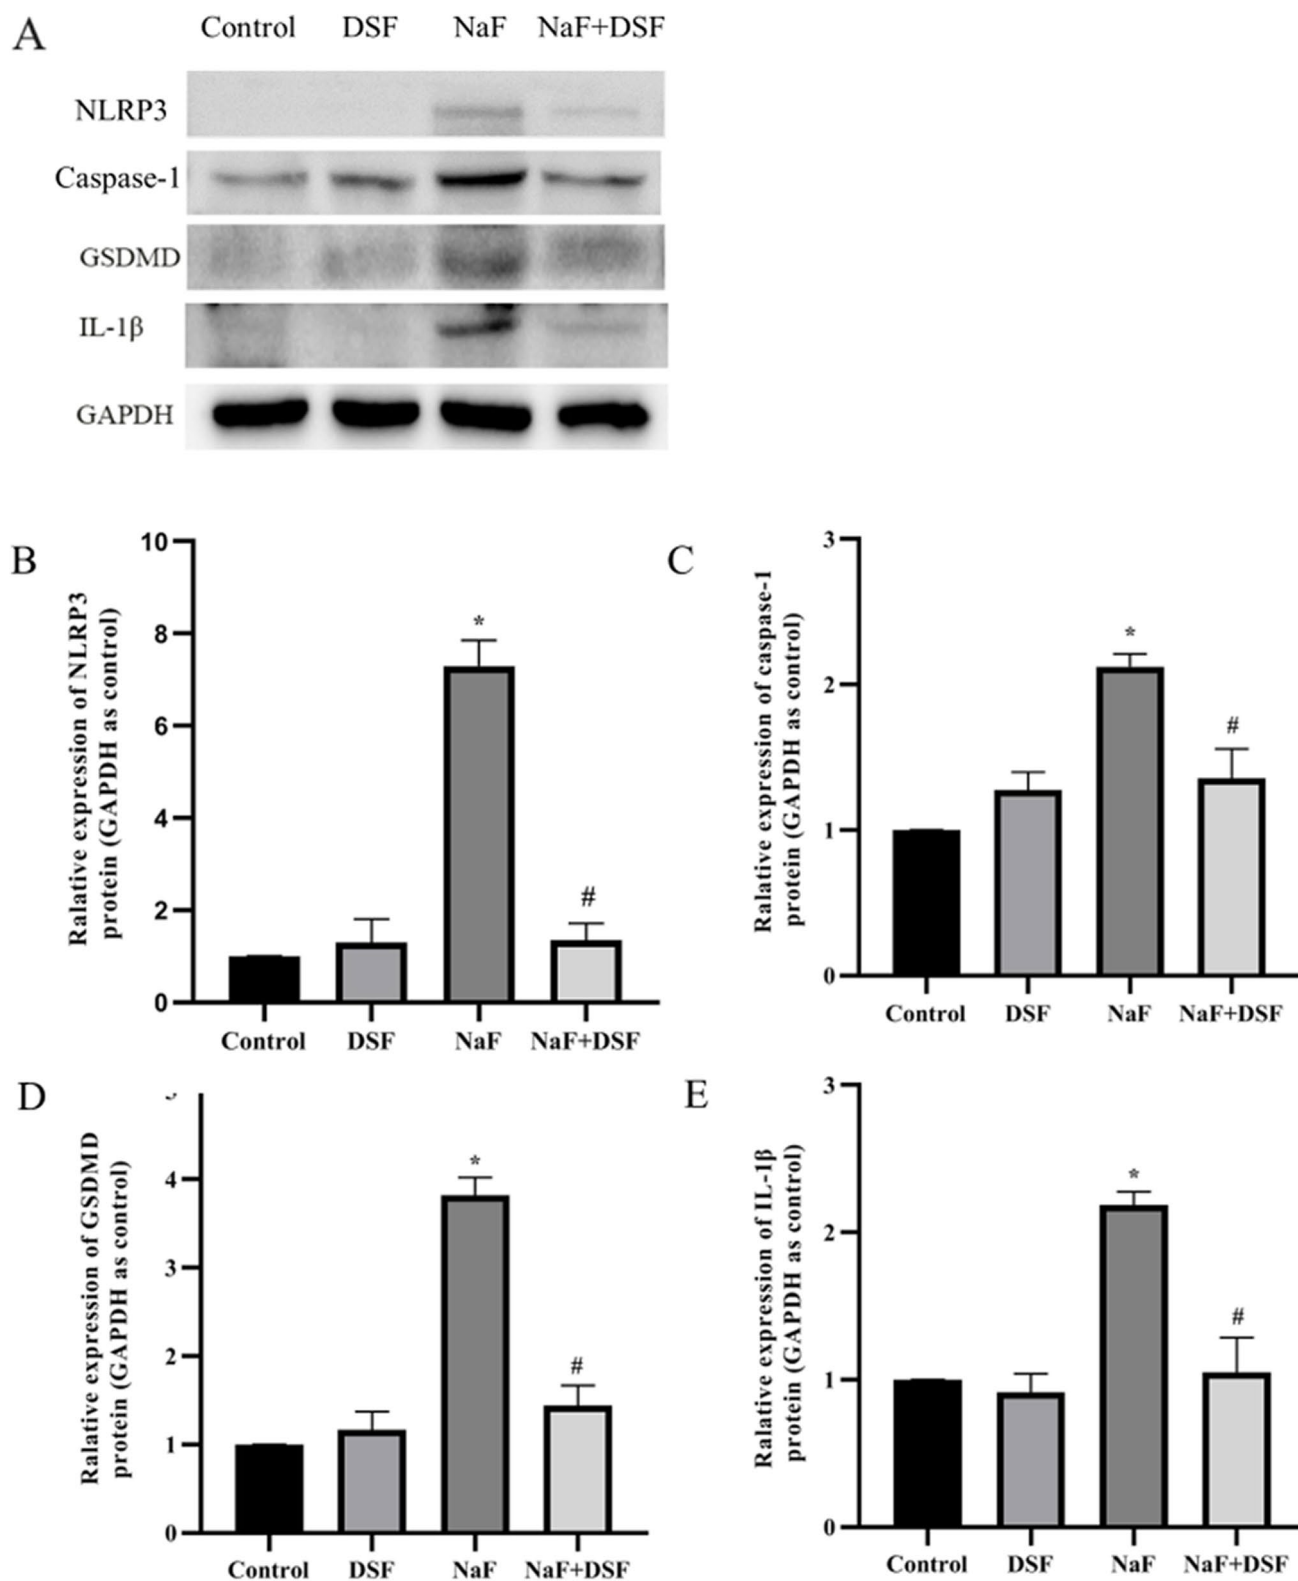 A
Control DSF NaF NaF+DSF
NLRP3
Caspase-1
GSDMD
IL-1β
GAPDH
B
Ralative expression of NLRP3
protein (GAPDH as control)
10
8
6
4
2
0
*
#
Control DSF NaF NaF+DSF
C
Ralative expression of caspase-1
protein (GAPDH as control)
3
2
1
0
*
#
Control DSF NaF NaF+DSF
D
Ralative expression of GSDMD
protein (GAPDH as control)
4
3
2
1
0
*
#
Control DSF NaF NaF+DSF
E
Ralative expression of IL-1β
protein (GAPDH as control)
3
2
1
0
*
#
Control DSF NaF NaF+DSF